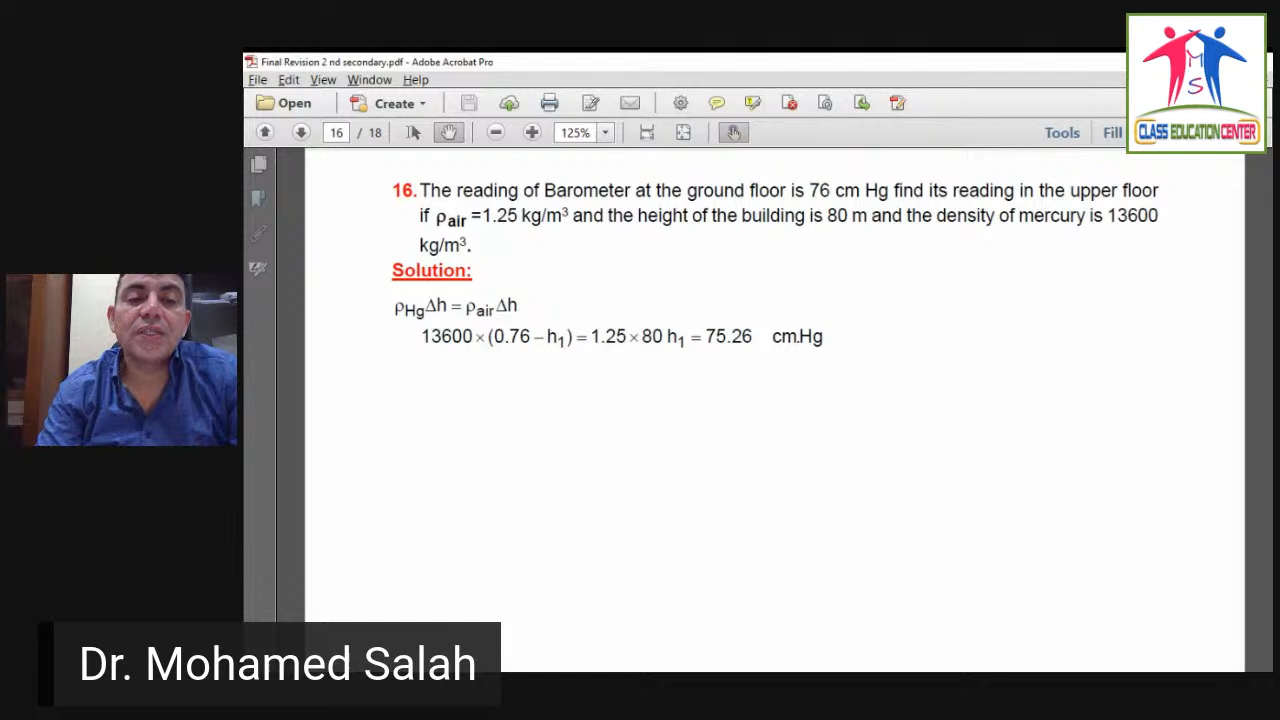 Final Revision 2 nd secondary.pdf - Adobe Acrobat Pro
File Edit View Window Help
Open Create
16 / 18 125% Tools Fill
M
S
CLASS EDUCATION CENTER
16. The reading of Barometer at the ground floor is 76 cm Hg find its reading in the upper floor
if ρair =1.25 kg/m³ and the height of the building is 80 m and the density of mercury is 13600
kg/m³.
Solution:
ρHgΔh = ρairΔh
13600 × (0.76 – h₁) = 1.25 × 80 h₁ = 75.26 cm.Hg
Dr. Mohamed Salah